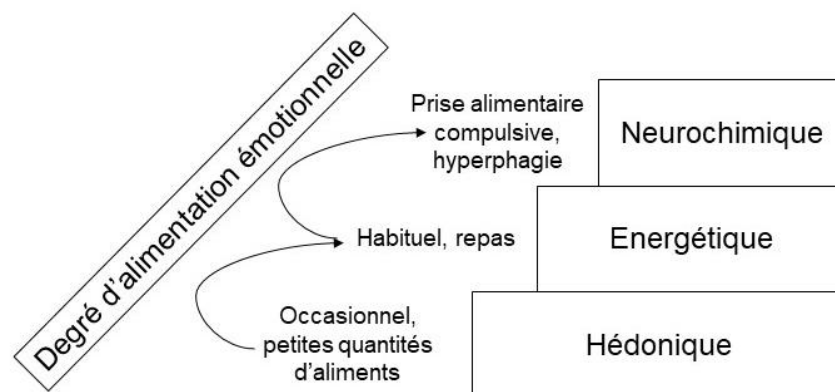 Degré d’alimentation émotionnelle
Prise alimentaire
compulsive,
hyperphagie
Neurochimique
Habituel, repas
Energétique
Occasionnel,
petites quantités
d’aliments
Hédonique